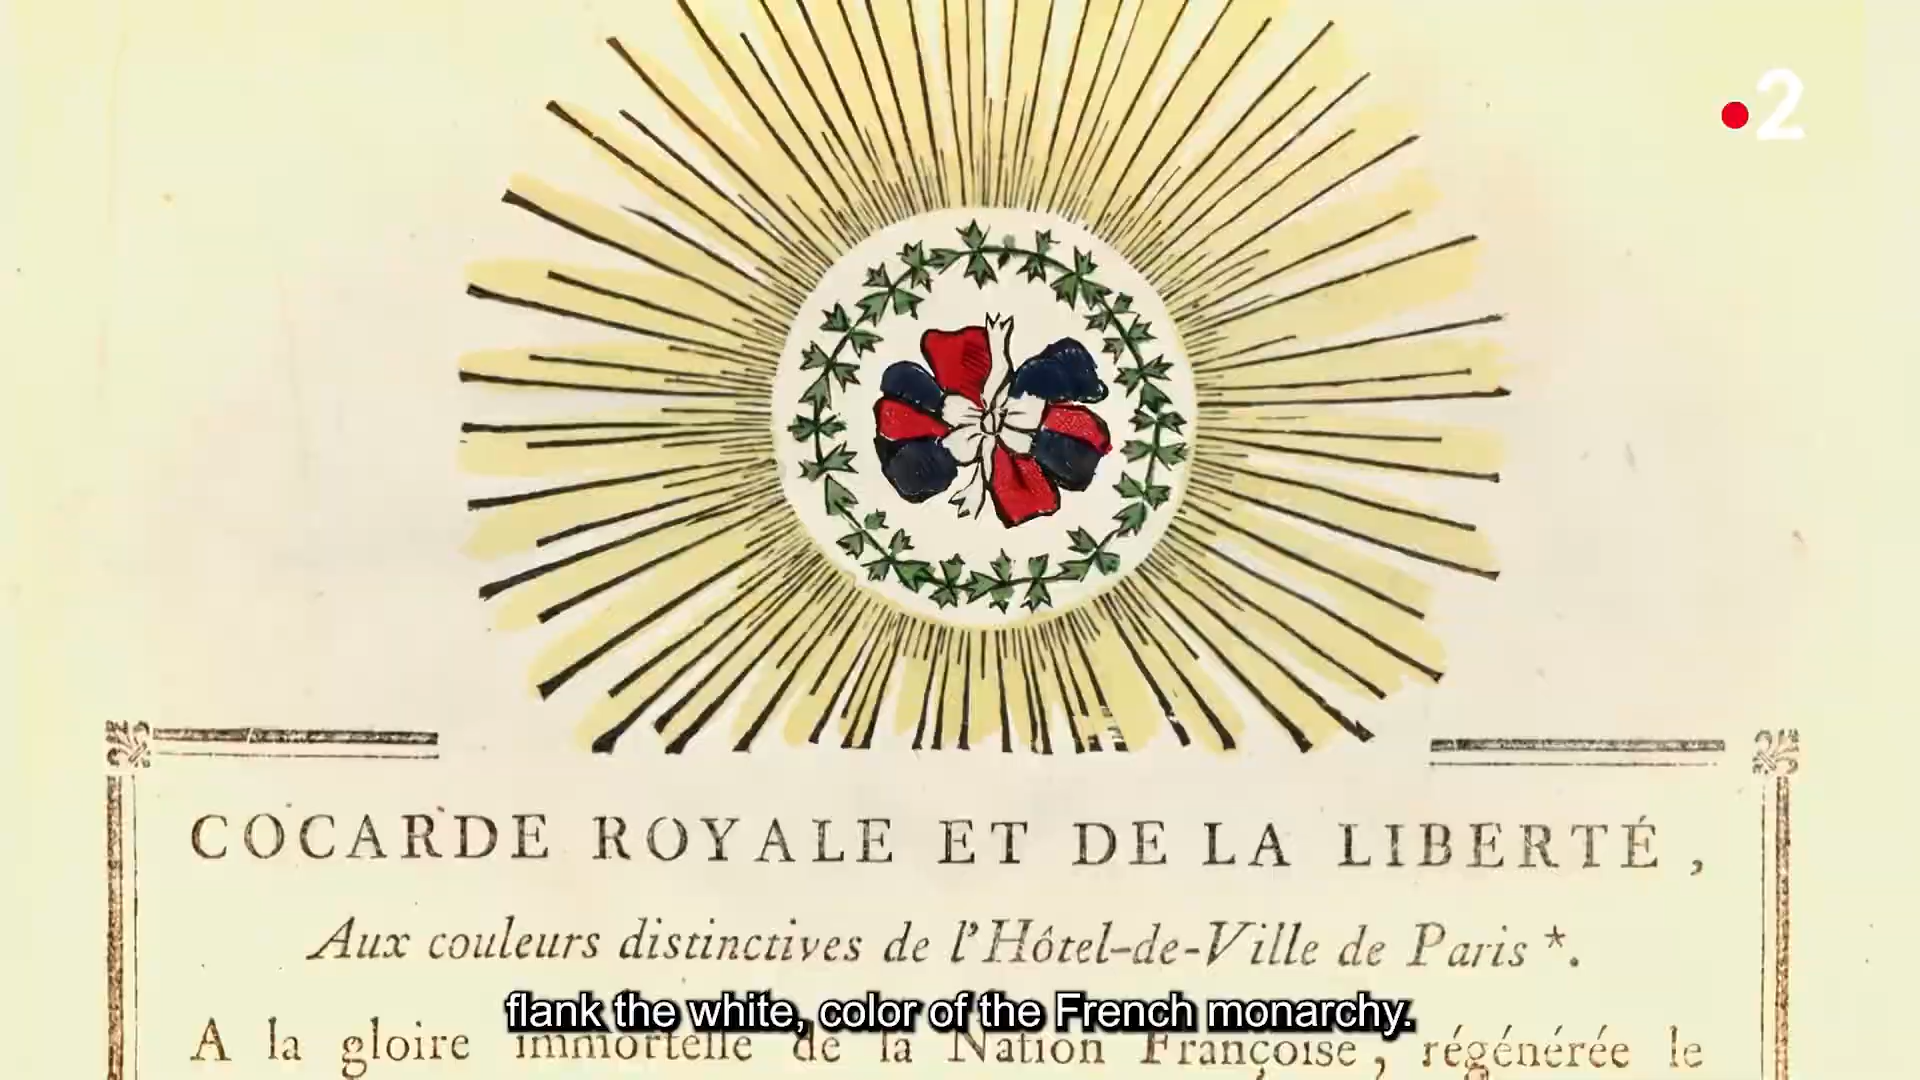 2
COCARDE ROYALE ET DE LA LIBERTÉ,
Aux couleurs distinctives de l'Hôtel-de-Ville de Paris *.
flank the white, color of the French monarchy.
A la gloire immortelle de la Nation Françoise, régénérée le